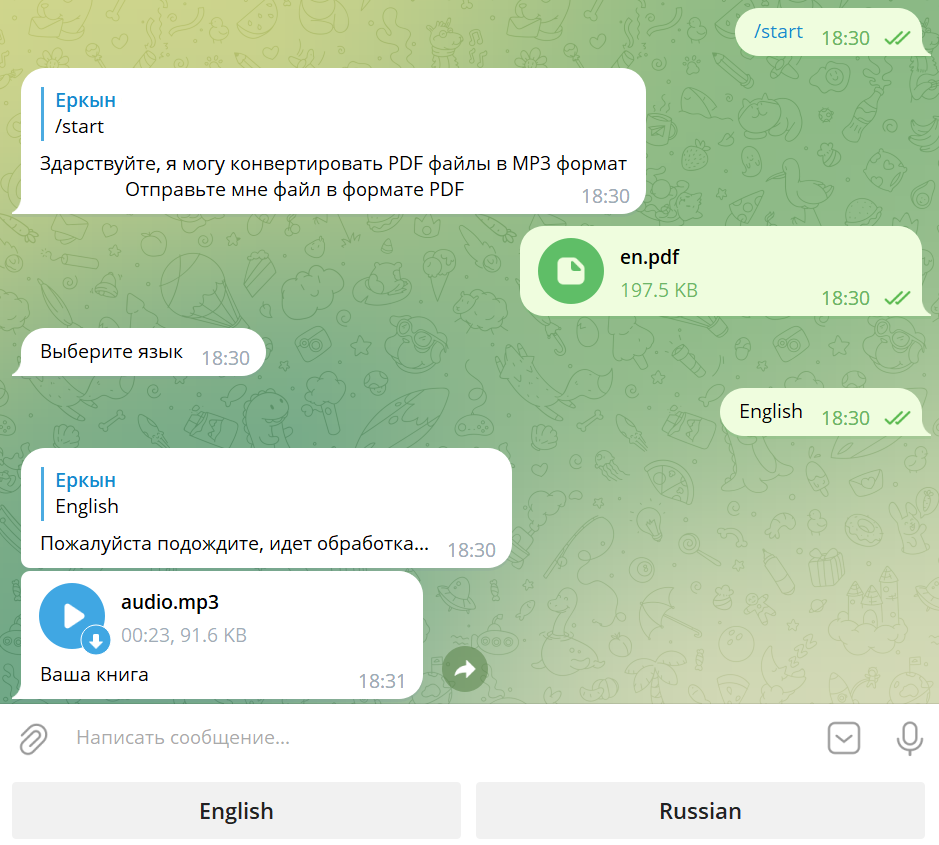 /start 18:30
Еркын
/start
Здарствуйте, я могу конвертировать PDF файлы в MP3 формат
Отправьте мне файл в формате PDF
18:30
en.pdf
197.5 KB
18:30
Выберите язык 18:30
English 18:30
Еркын
English
Пожалуйста подождите, идет обработка... 18:30
audio.mp3
00:23, 91.6 KB
Ваша книга 18:31
Написать сообщение...
English Russian